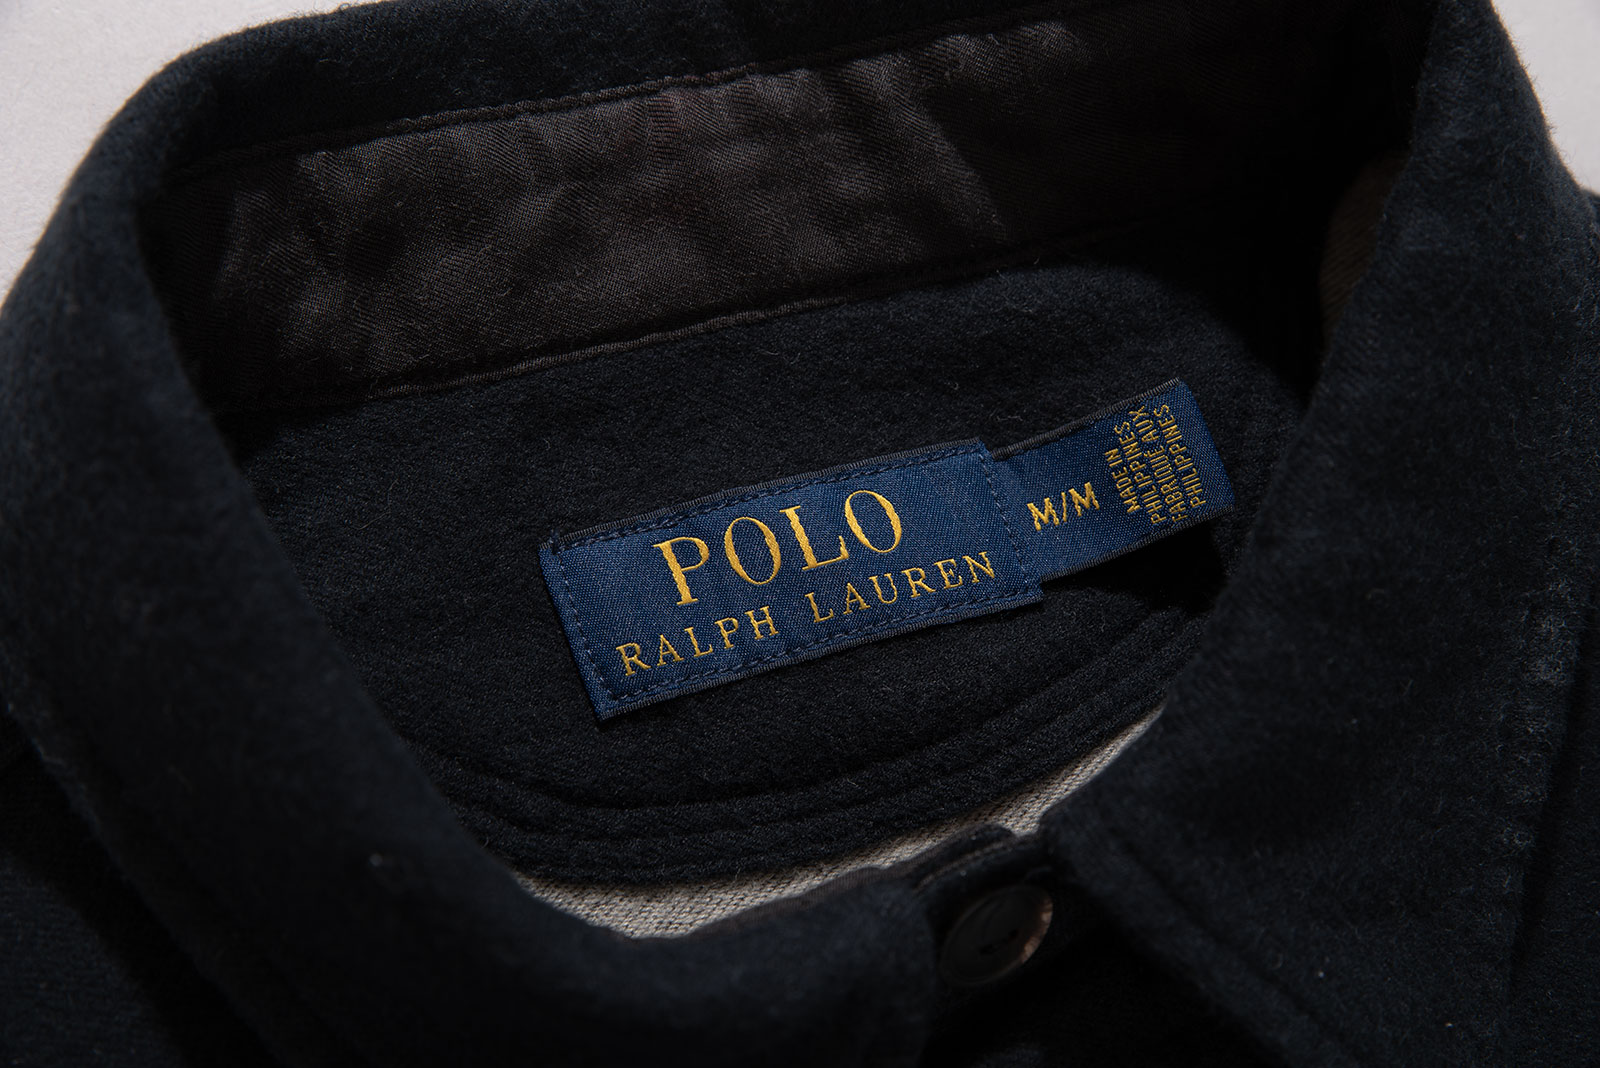 POLO
RALPH LAUREN
M/M
MADE IN
PHILIPPINES
FABRIQUE AUX
PHILIPPINES